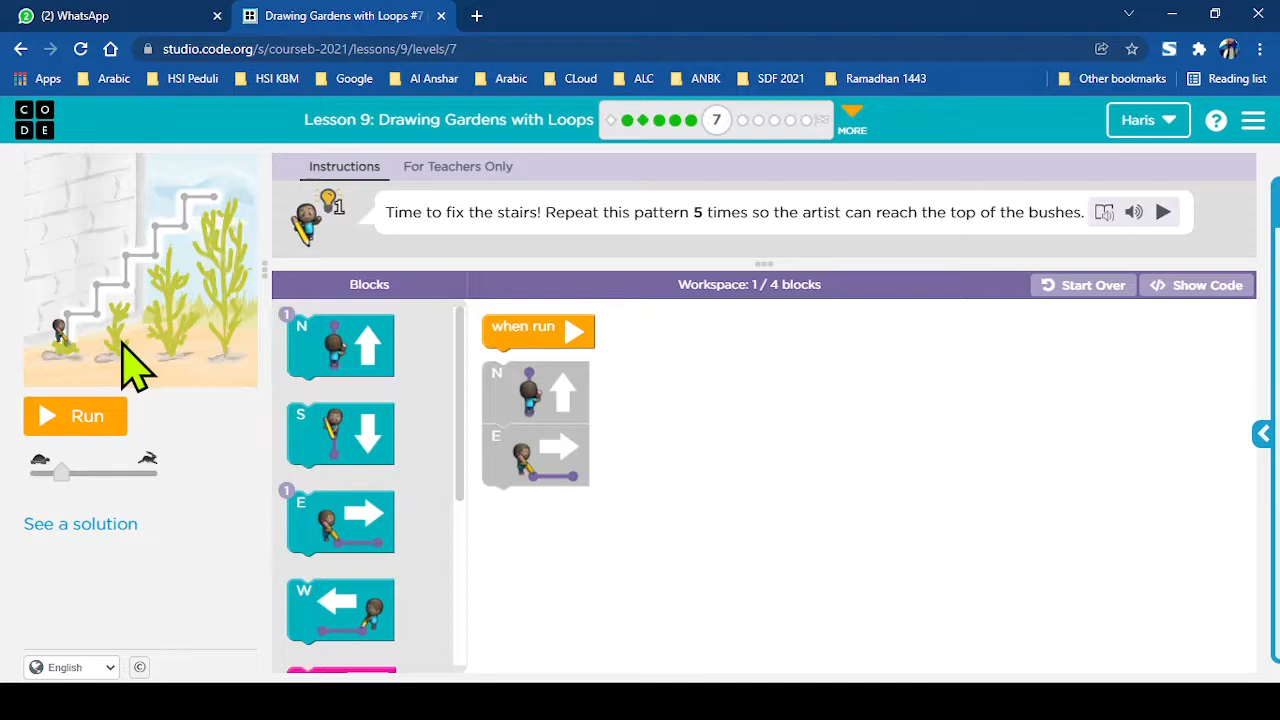 (2) WhatsApp
Drawing Gardens with Loops #7
studio.code.org/s/courseb-2021/lessons/9/levels/7
Apps Arabic HSI Peduli HSI KBM Google Al Anshar Arabic CLoud ALC ANBK SDF 2021 Ramadhan 1443 Other bookmarks Reading list
C O
D E
Lesson 9: Drawing Gardens with Loops 7 MORE Haris ?
Instructions For Teachers Only
1
Time to fix the stairs! Repeat this pattern 5 times so the artist can reach the top of the bushes.
Blocks Workspace: 1 / 4 blocks Start Over Show Code
1 N
S
1 E
W
when run
N
E
Run
See a solution
English ©